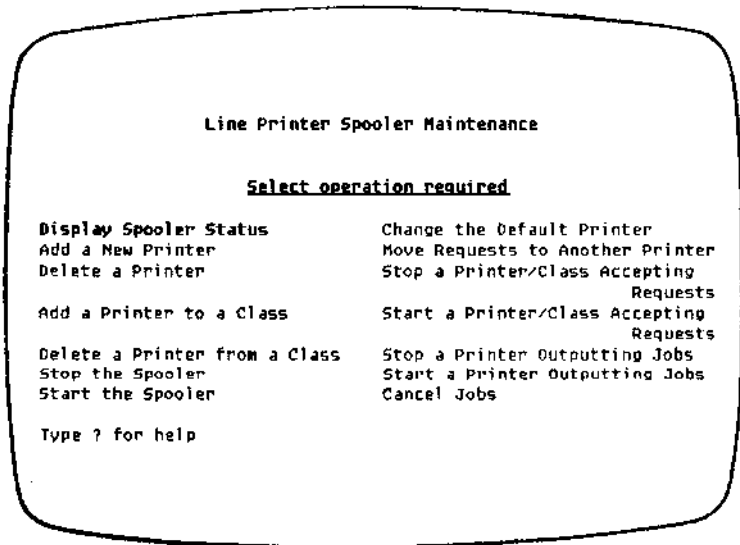 Line Printer Spooler Maintenance
Select operation required
Display Spooler Status
Add a New Printer
Delete a Printer
Add a Printer to a Class
Delete a Printer from a Class
Stop the Spooler
Start the Spooler
Change the Default Printer
Move Requests to Another Printer
Stop a Printer/Class Accepting
Requests
Start a Printer/Class Accepting
Requests
Stop a Printer Outputting Jobs
Start a Printer Outputting Jobs
Cancel Jobs
Type ? for help